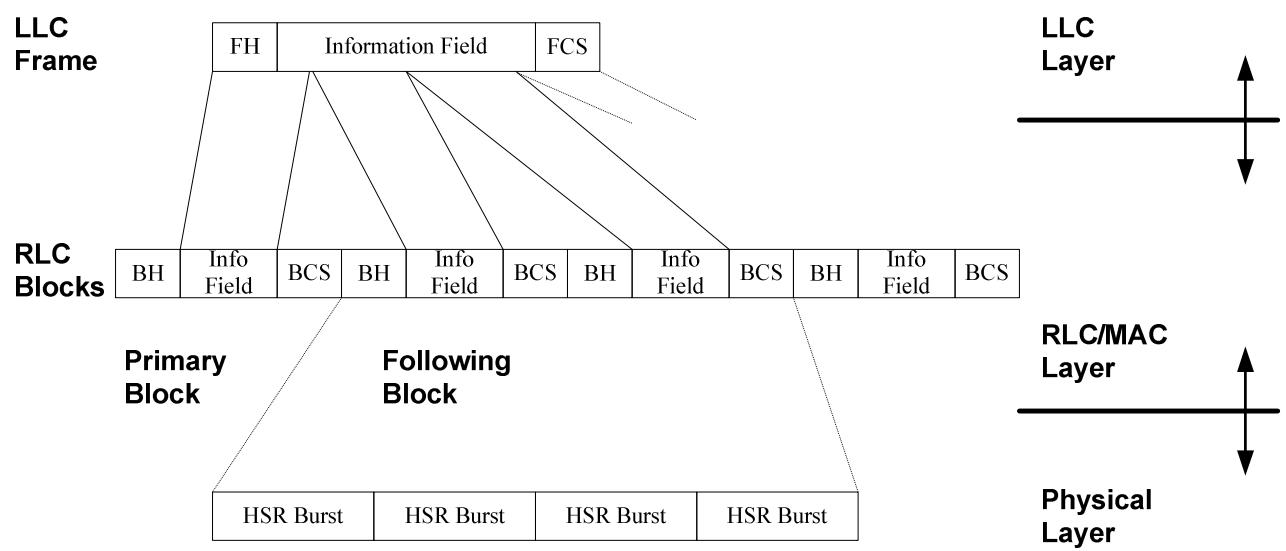 LLC
Frame
FH
Information Field
FCS
LLC
Layer
RLC
Blocks
BH
Info
Field
BCS
BH
Info
Field
BCS
BH
Info
Field
BCS
BH
Info
Field
BCS
Primary
Block
Following
Block
RLC/MAC
Layer
HSR Burst
HSR Burst
HSR Burst
HSR Burst
Physical
Layer